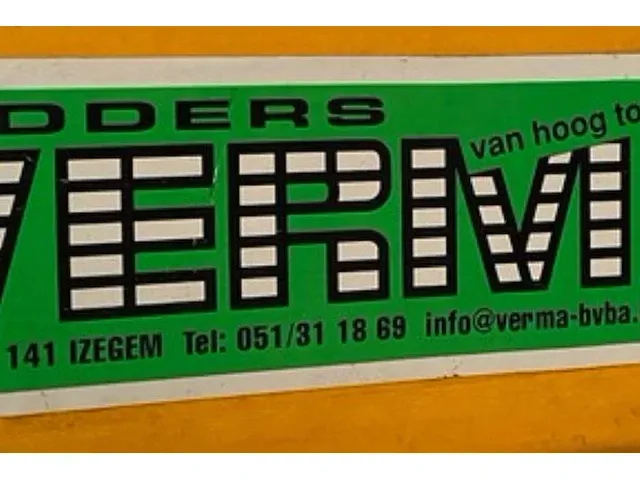 DDERS
VERM
van hoog to
141 IZEGEM Tel: 051/31 18 69 info@verma-bvba.